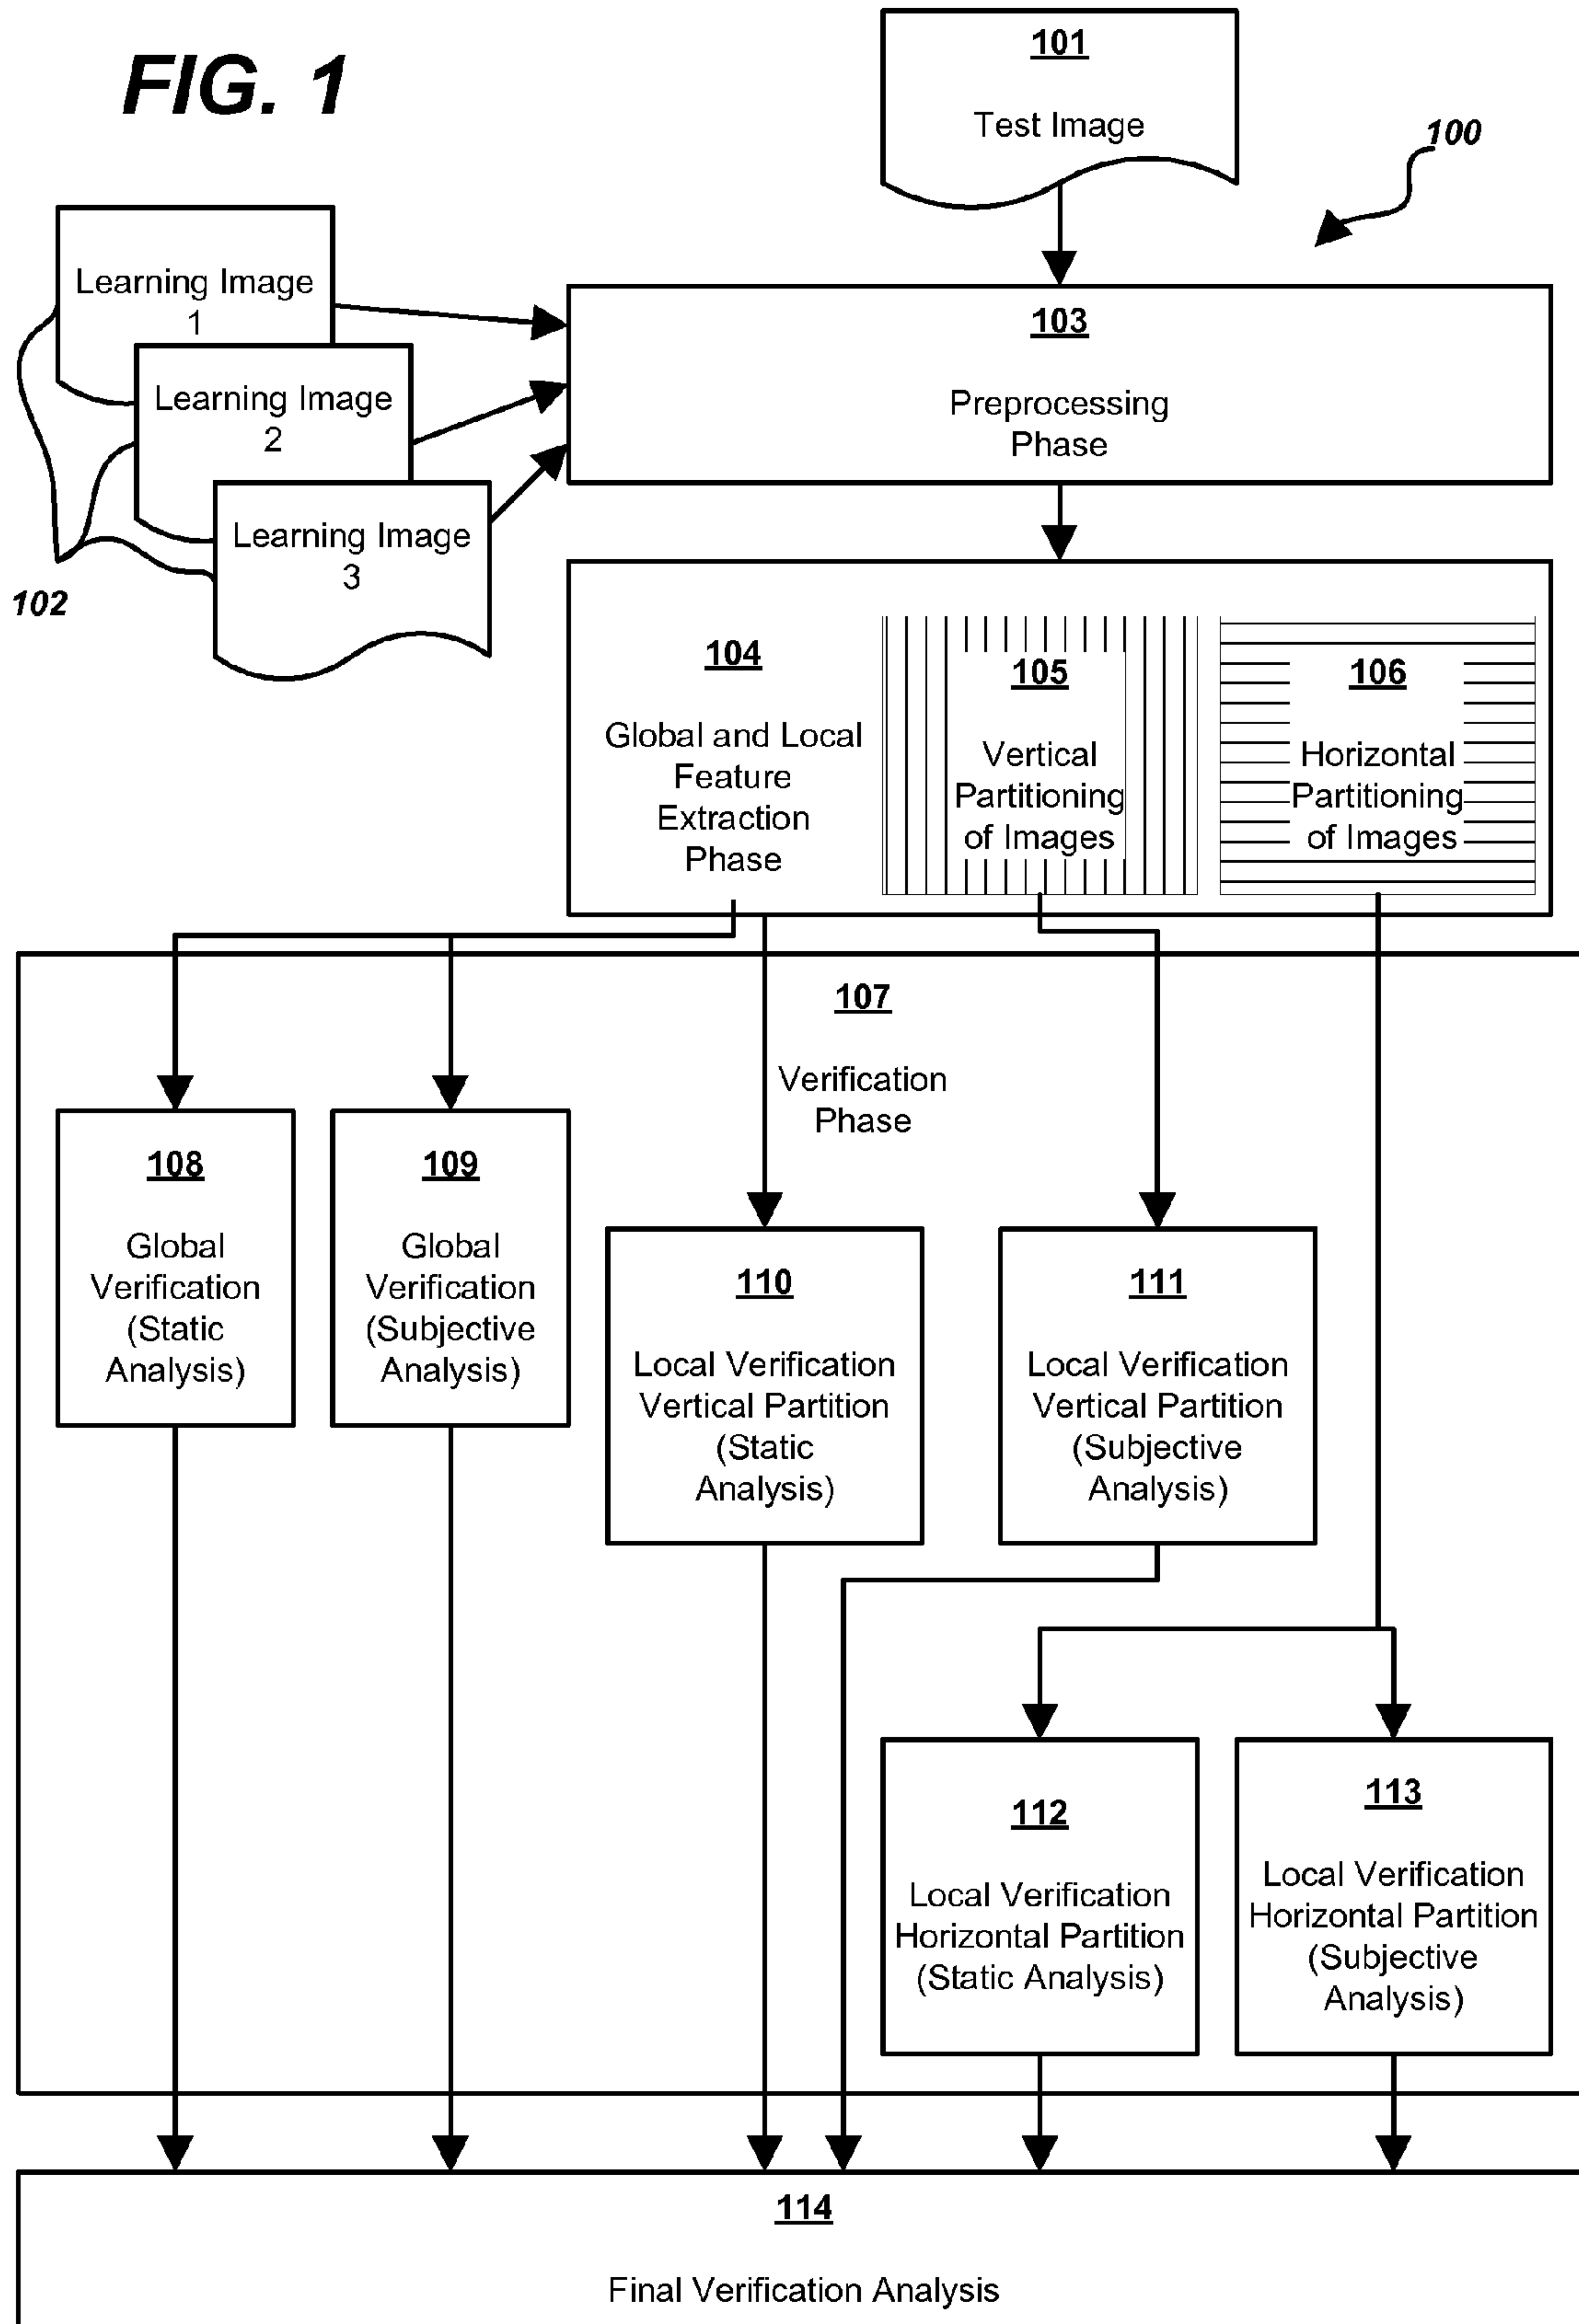 FIG. 1
101
Test Image
100
Learning Image
1
Learning Image
2
Learning Image
3
102
103
Preprocessing
Phase
104
Global and Local
Feature
Extraction
Phase
105
Vertical
Partitioning
of Images
106
Horizontal
Partitioning
of Images
107
Verification
Phase
108
Global
Verification
(Static
Analysis)
109
Global
Verification
(Subjective
Analysis)
110
Local Verification
Vertical Partition
(Static
Analysis)
111
Local Verification
Vertical Partition
(Subjective
Analysis)
112
Local Verification
Horizontal Partition
(Static Analysis)
113
Local Verification
Horizontal Partition
(Subjective
Analysis)
114
Final Verification Analysis